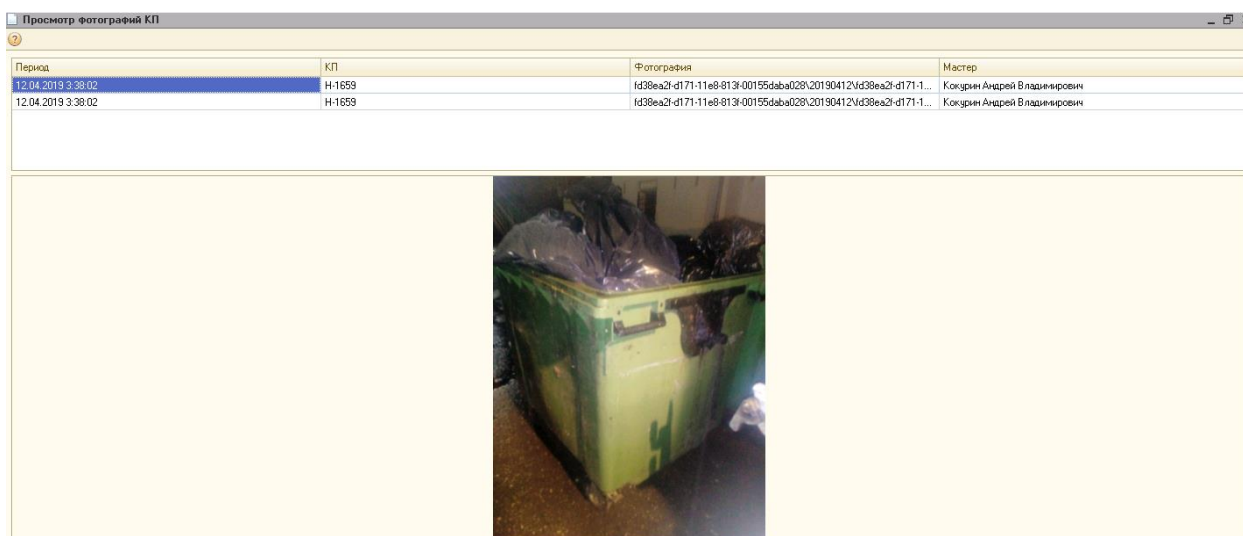 Просмотр фотографий КП
Период КП Фотография Мастер
12.04.2019 3:38:02 Н-1659 fd38ea2f-d171-11e8-813f-00155daba028\20190412\fd38ea2f-d171-1... Кокурин Андрей Владимирович
12.04.2019 3:38:02 Н-1659 fd38ea2f-d171-11e8-813f-00155daba028\20190412\fd38ea2f-d171-1... Кокурин Андрей Владимирович